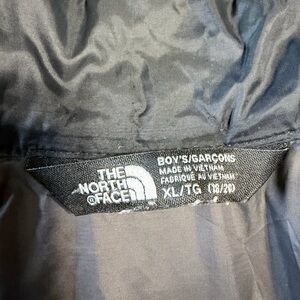 THE
NORTH
FACE
BOY'S/GARÇONS
MADE IN VIETNAM
FABRIQUÉ AU VIETNAM
XL/TG (18/20)